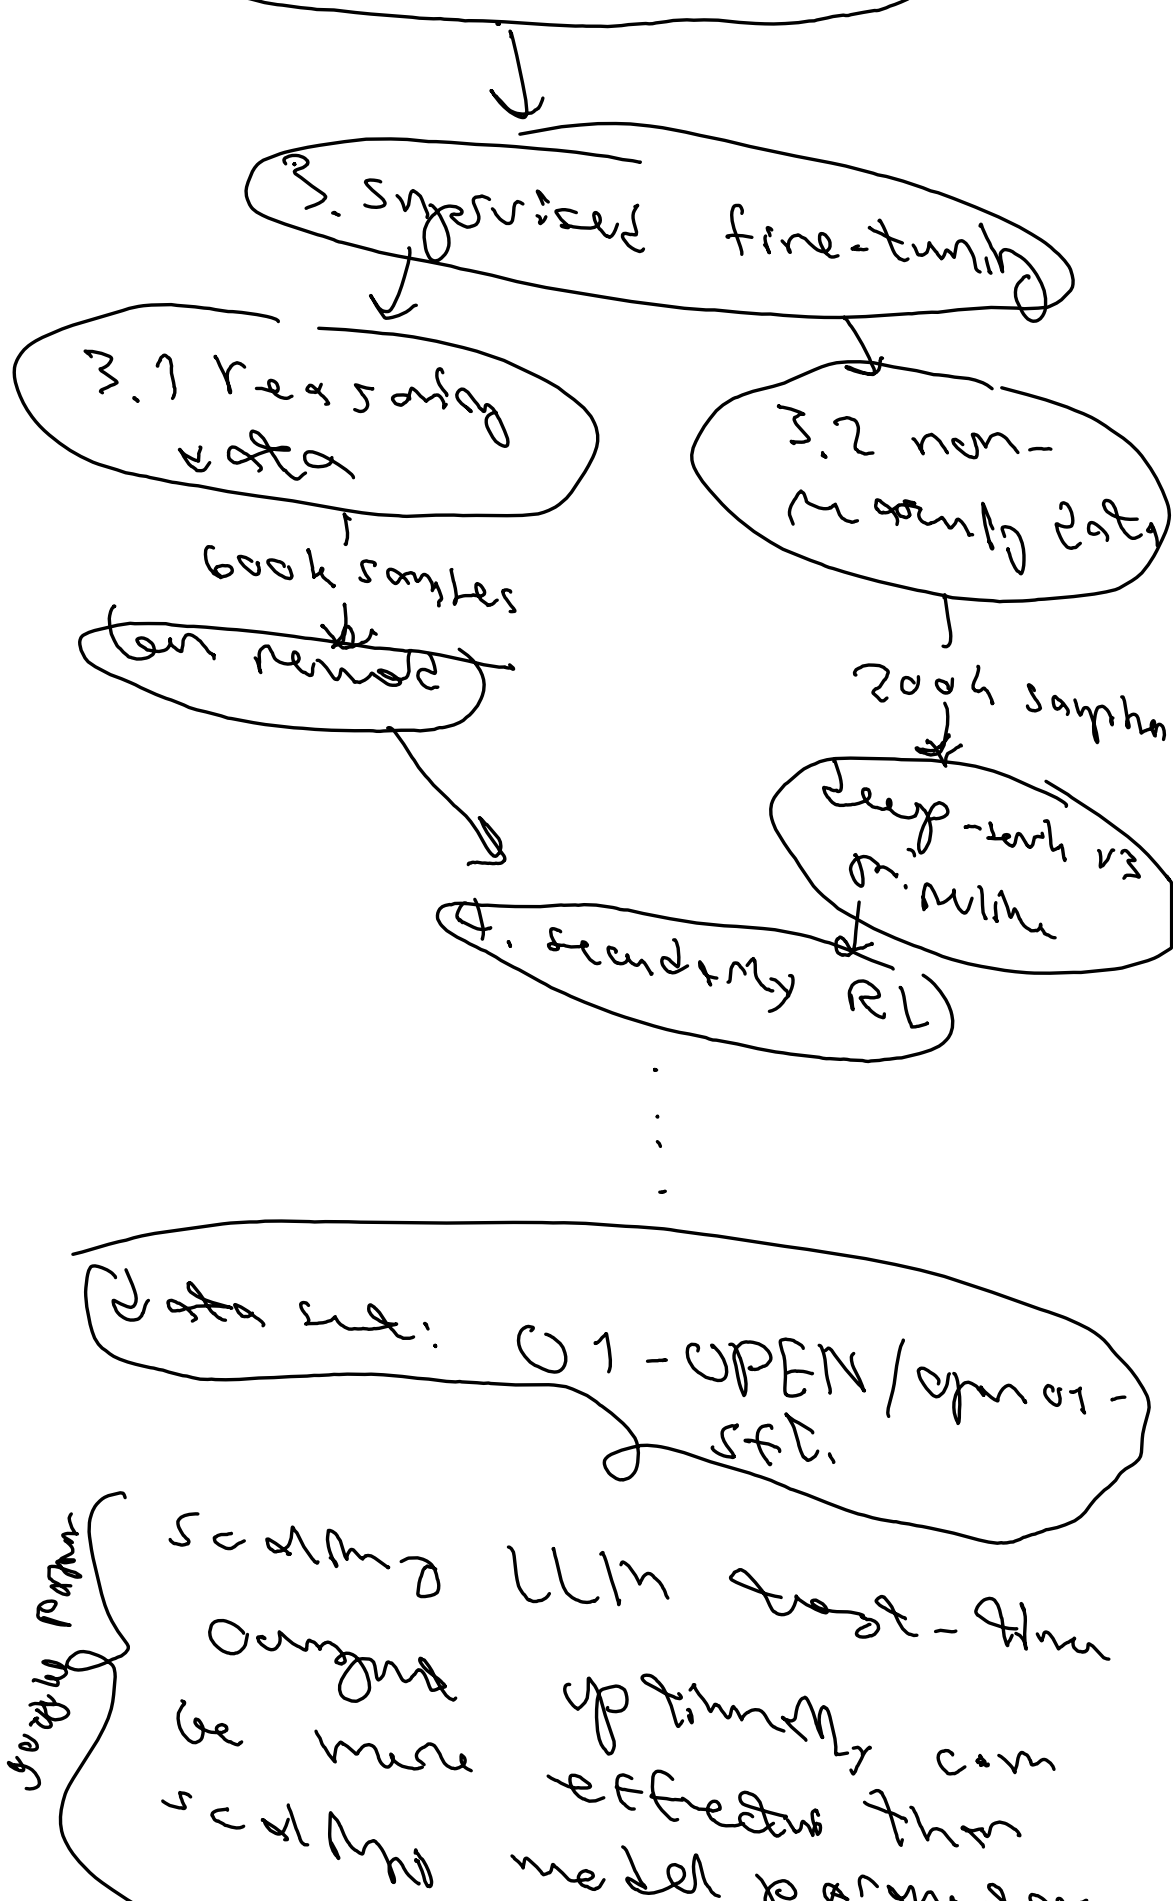 3. supervised fine-tuning
3.1 reasoning
data
3.2 non-
reasoning data
600k samples
200k samples
deep-seek v3
pipeline
4. secondary RL
data set: O1-OPEN/open o1-
sft.
google paper
scaling LLM test-time
compute optimally can
be more effective than
scaling model parameters